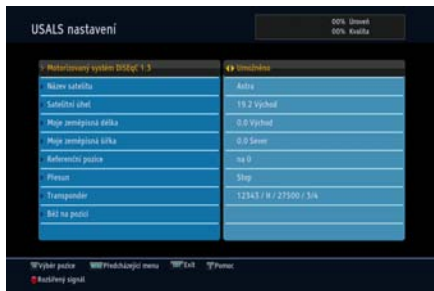 USALS nastavení
00% Úroveň
00% Kvalita
Motorizovaný systém DISEqC 1.3 Umožněno
Název satelitu Astra
Satelitní úhel 19.2 Východ
Moje zeměpisná délka 0.0 Východ
Moje zeměpisná šířka 0.0 Sever
Referenční pozice na 0
Přesun Step
Transpondér 12343 / H / 27500 / 3/4
Běž na pozici
Výběr pozice Předcházející menu Exit Pomoc
Rozšířený signál